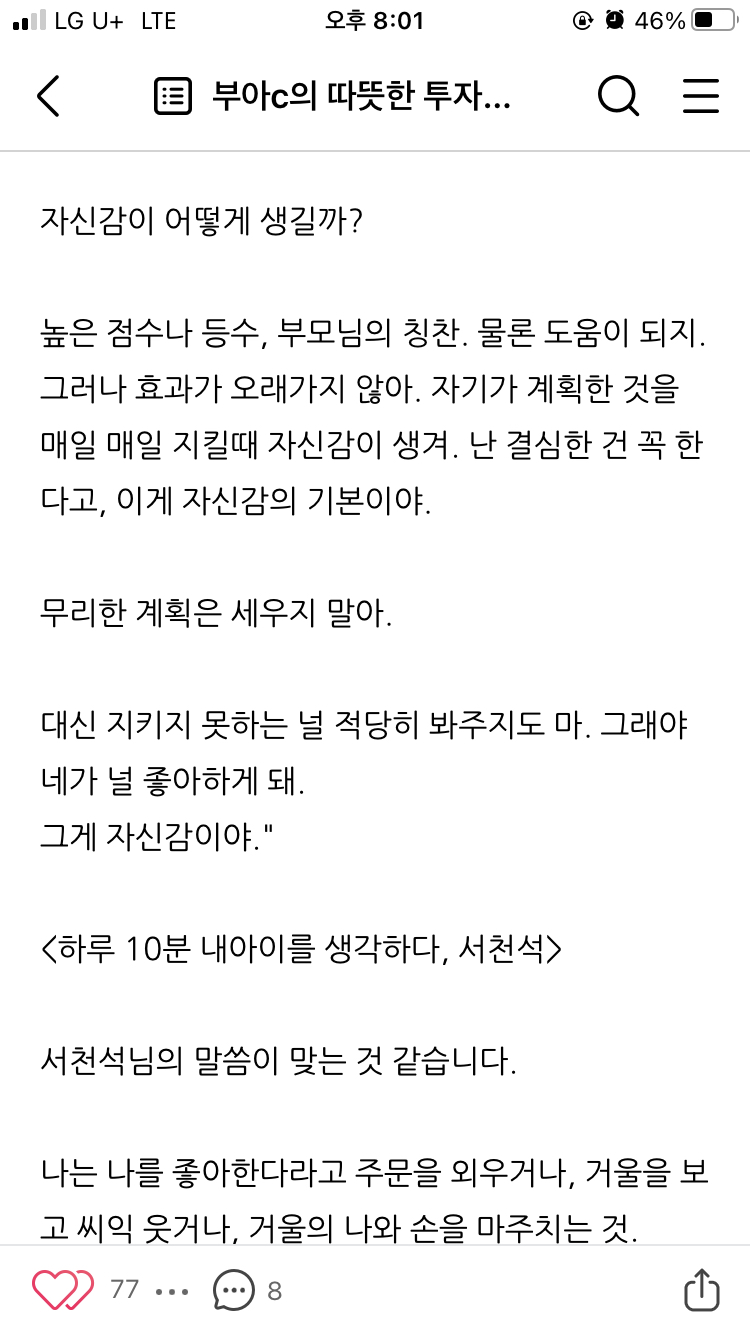 LG U+ LTE 오후 8:01 46%
부아c의 따뜻한 투자...
자신감이 어떻게 생길까?
높은 점수나 등수, 부모님의 칭찬. 물론 도움이 되지.
그러나 효과가 오래가지 않아. 자기가 계획한 것을
매일 매일 지킬때 자신감이 생겨. 난 결심한 건 꼭 한
다고, 이게 자신감의 기본이야.
무리한 계획은 세우지 말아.
대신 지키지 못하는 널 적당히 봐주지도 마. 그래야
네가 널 좋아하게 돼.
그게 자신감이야."
<하루 10분 내아이를 생각하다, 서천석>
서천석님의 말씀이 맞는 것 같습니다.
나는 나를 좋아한다라고 주문을 외우거나, 거울을 보
고 씨익 웃거나, 거울의 나와 손을 마주치는 것.
77 8